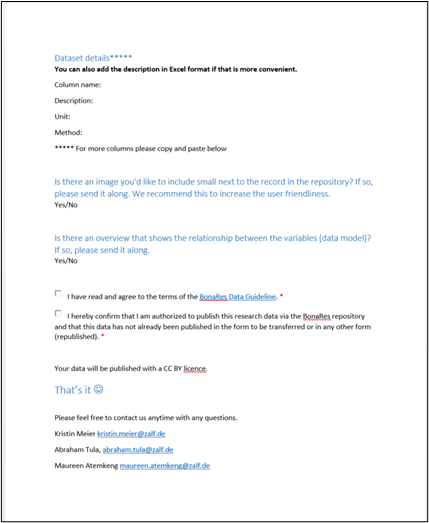 Dataset details*****
You can also add the description in Excel format if that is more convenient.
Column name:
Description:
Unit:
Method:
***** For more columns please copy and paste below
Is there an image you'd like to include small next to the record in the repository? If so,
please send it along. We recommend this to increase the user friendliness.
Yes/No
Is there an overview that shows the relationship between the variables (data model)?
If so, please send it along.
Yes/No
I have read and agree to the terms of the BonaRes Data Guideline. *
I hereby confirm that I am authorized to publish this research data via the BonaRes repository
and that this data has not already been published in the form to be transferred or in any other form
(republished). *
Your data will be published with a CC BY licence.
That's it ☺
Please feel free to contact us anytime with any questions.
Kristin Meier kristin.meier@zalf.de
Abraham Tula, abraham.tula@zalf.de
Maureen Atemkeng maureen.atemkeng@zalf.de